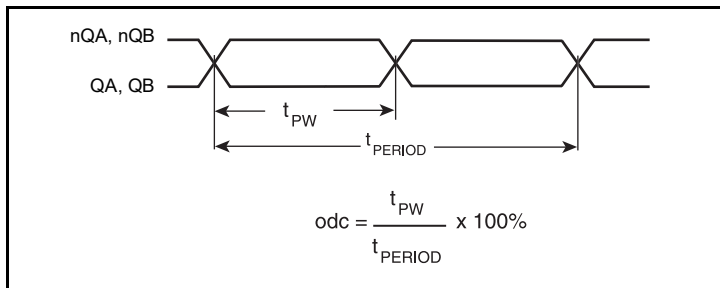 nQA, nQB
QA, QB
tPW
tPERIOD
tPW
odc = x 100%
tPERIOD